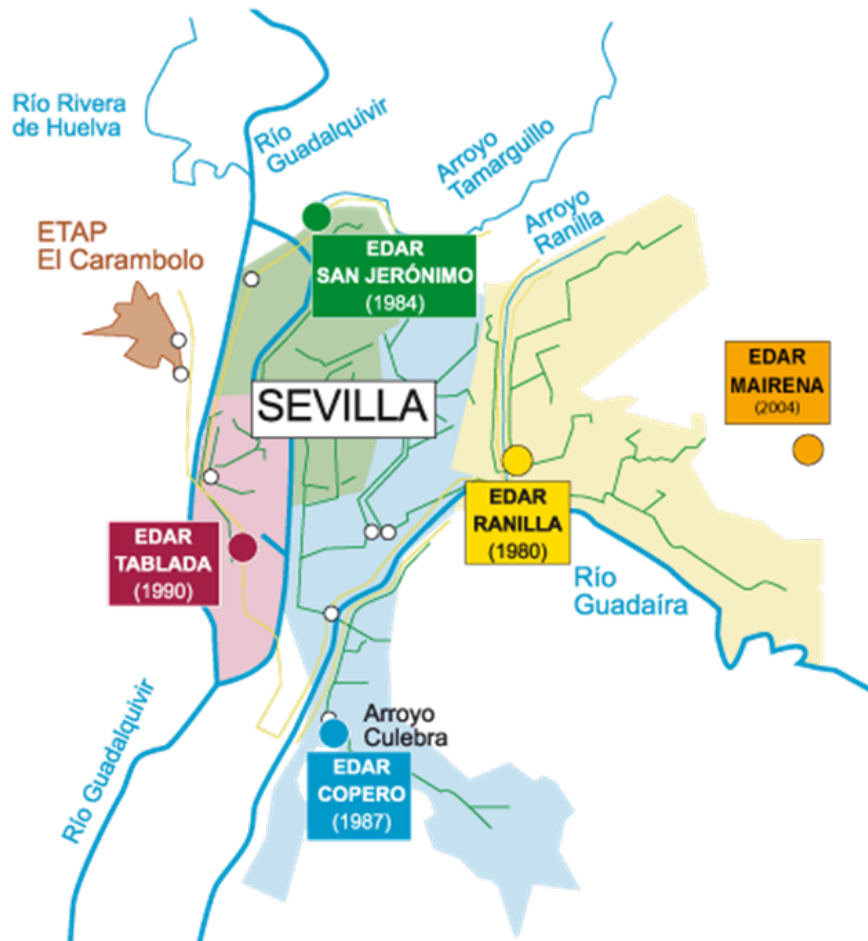 Río Rivera
de Huelva
Río
Guadalquivir
Arroyo
Tamarguillo
Arroyo
Ranílla
ETAP
El Carambolo
EDAR
SAN JERÓNIMO
(1984)
EDAR
MAIRENA
(2004)
SEVILLA
EDAR
RANILLA
(1980)
EDAR
TABLADA
(1990)
Río
Guadaíra
Río Guadalquivir
Arroyo
Culebra
EDAR
COPERO
(1987)